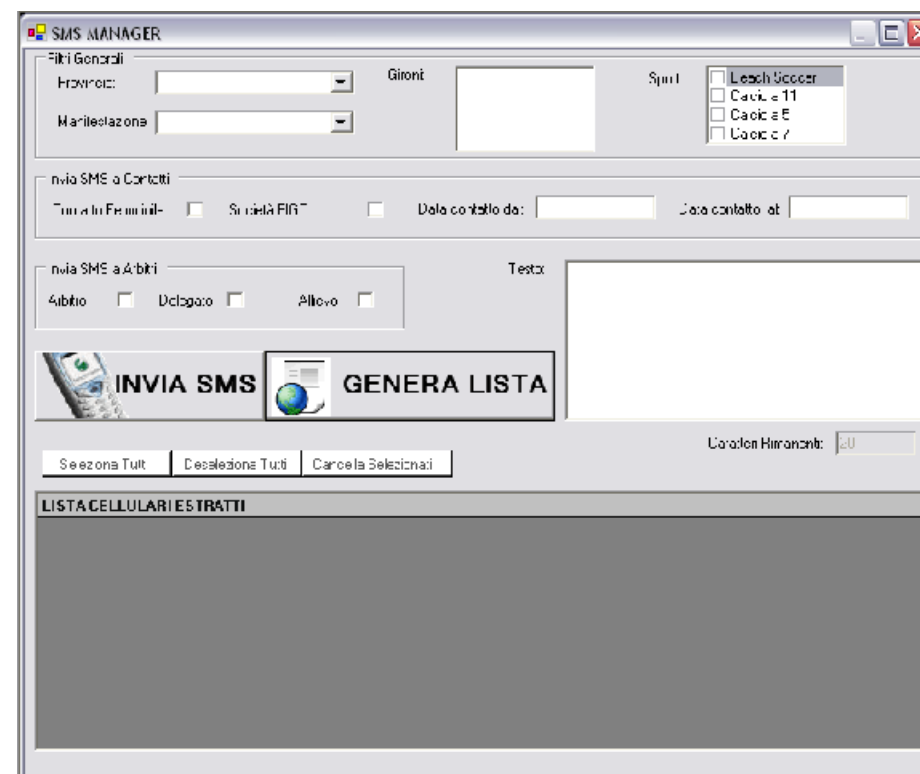 SMS MANAGER
Filtri Generali
Provincia:
Gironi:
Sport
Beach Soccer
Calcio a 11
Calcio a 5
Calcio a 7
Manifestazione
Invia SMS a Contatti
Società FIGC
Data contatto da:
Data contatto al:
Invia SMS a Arbitri
Testo:
Arbitro
Delegato
Allievo
INVIA SMS
GENERA LISTA
Caratteri Rimanenti:
Seleziona Tutti
Deseleziona Tutti
Cancella Selezionati
LISTA CELLULARI ESTRATTI